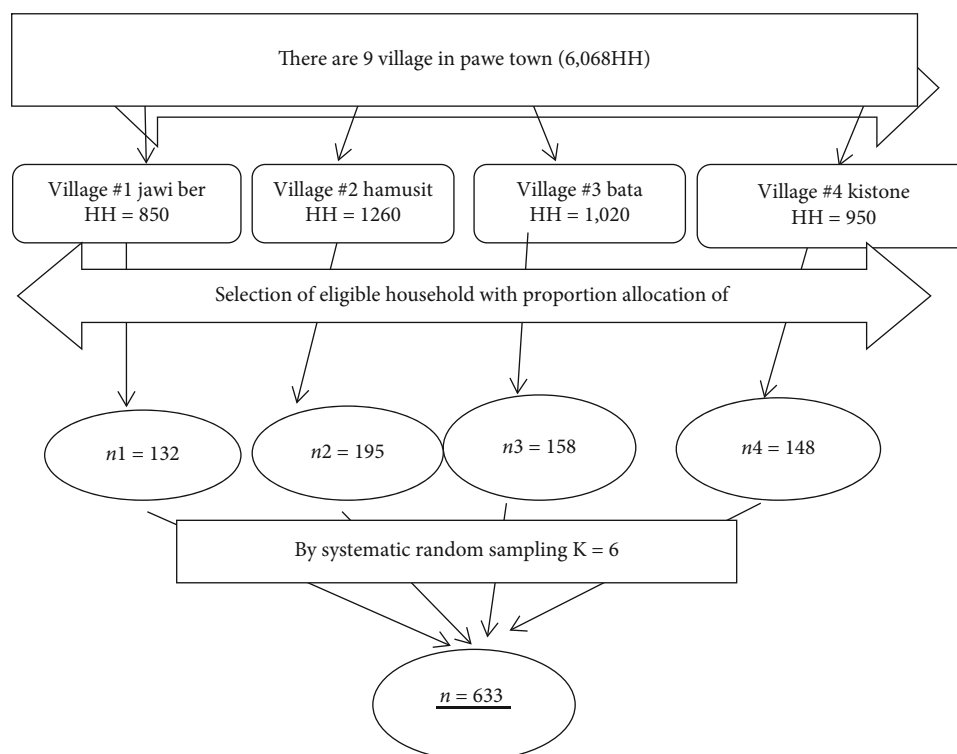 There are 9 village in pawe town (6,068HH)
Village #1 jawi ber
HH = 850
Village #2 hamusit
HH = 1260
Village #3 bata
HH = 1,020
Village #4 kistone
HH = 950
Selection of eligible household with proportion allocation of
n1 = 132
n2 = 195
n3 = 158
n4 = 148
By systematic random sampling K = 6
n = 633